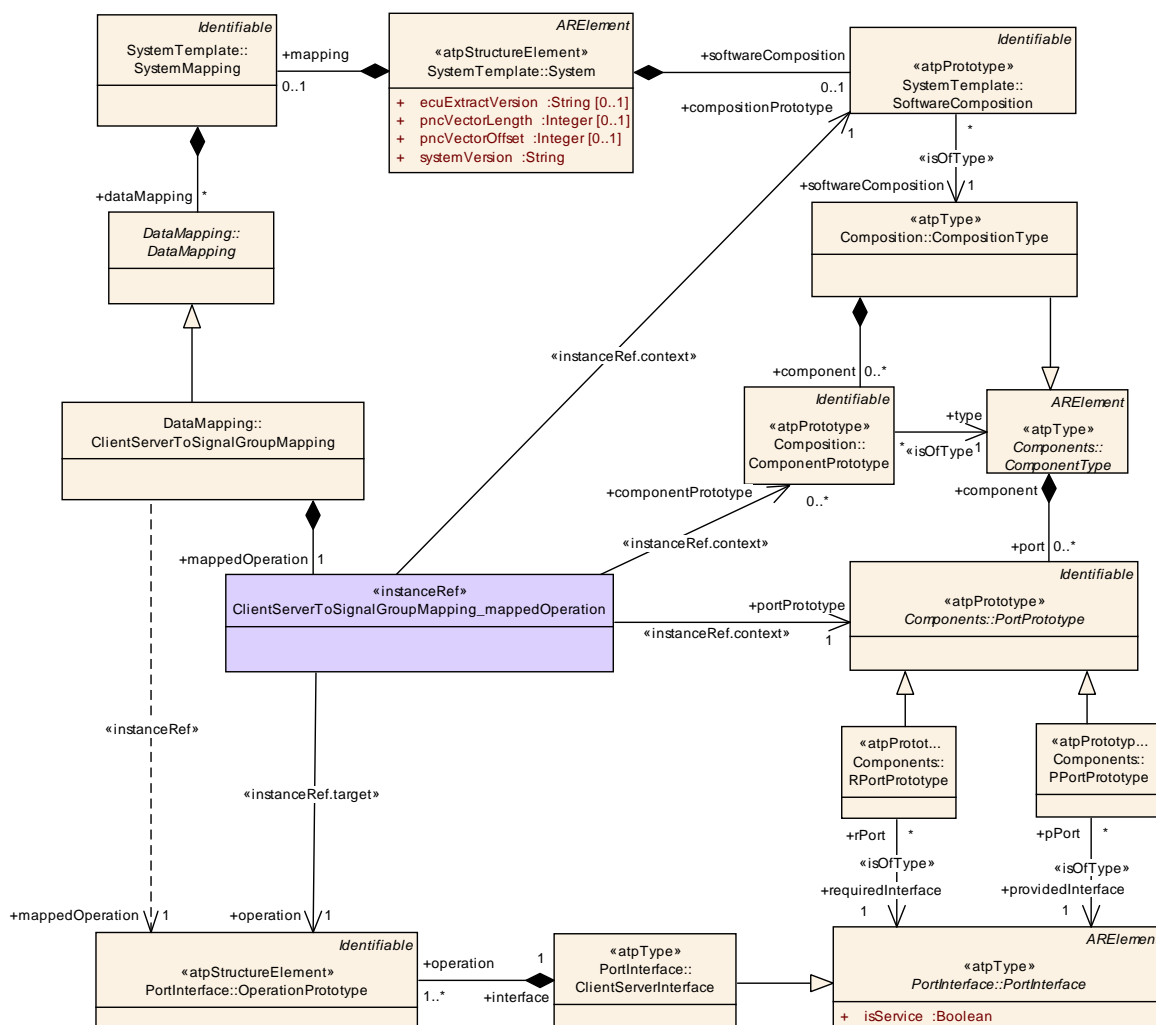 Identifiable
SystemTemplate::
SystemMapping
+mapping
0..1
ARElement
«atpStructureElement»
SystemTemplate::System
+ ecuExtractVersion :String [0..1]
+ pncVectorLength :Integer [0..1]
+ pncVectorOffset :Integer [0..1]
+ systemVersion :String
+softwareComposition
0..1
+compositionPrototype
1
Identifiable
«atpPrototype»
SystemTemplate::
SoftwareComposition
*
«isOfType»
+softwareComposition
1
+dataMapping
*
DataMapping::
DataMapping
«atpType»
Composition::CompositionType
«instanceRef.context»
+component
0..*
DataMapping::
ClientServerToSignalGroupMapping
Identifiable
«atpPrototype»
Composition::
ComponentPrototype
+type
*
«isOfType»
1
ARElement
«atpType»
Components::
ComponentType
+componentPrototype
0..*
«instanceRef.context»
+component
+port
0..*
+mappedOperation
1
«instanceRef»
ClientServerToSignalGroupMapping_mappedOperation
+portPrototype
«instanceRef.context»
1
Identifiable
«atpPrototype»
Components::PortPrototype
«instanceRef»
«instanceRef.target»
«atpProtot...
Components::
RPortPrototype
«atpPrototyp...
Components::
PPortPrototype
+rPort
*
«isOfType»
+requiredInterface
1
+pPort
*
«isOfType»
+providedInterface
1
+mappedOperation
1
+operation
1
Identifiable
«atpStructureElement»
PortInterface::OperationPrototype
+operation
1..*
1
+interface
«atpType»
PortInterface::
ClientServerInterface
ARElement
«atpType»
PortInterface::PortInterface
+ isService :Boolean